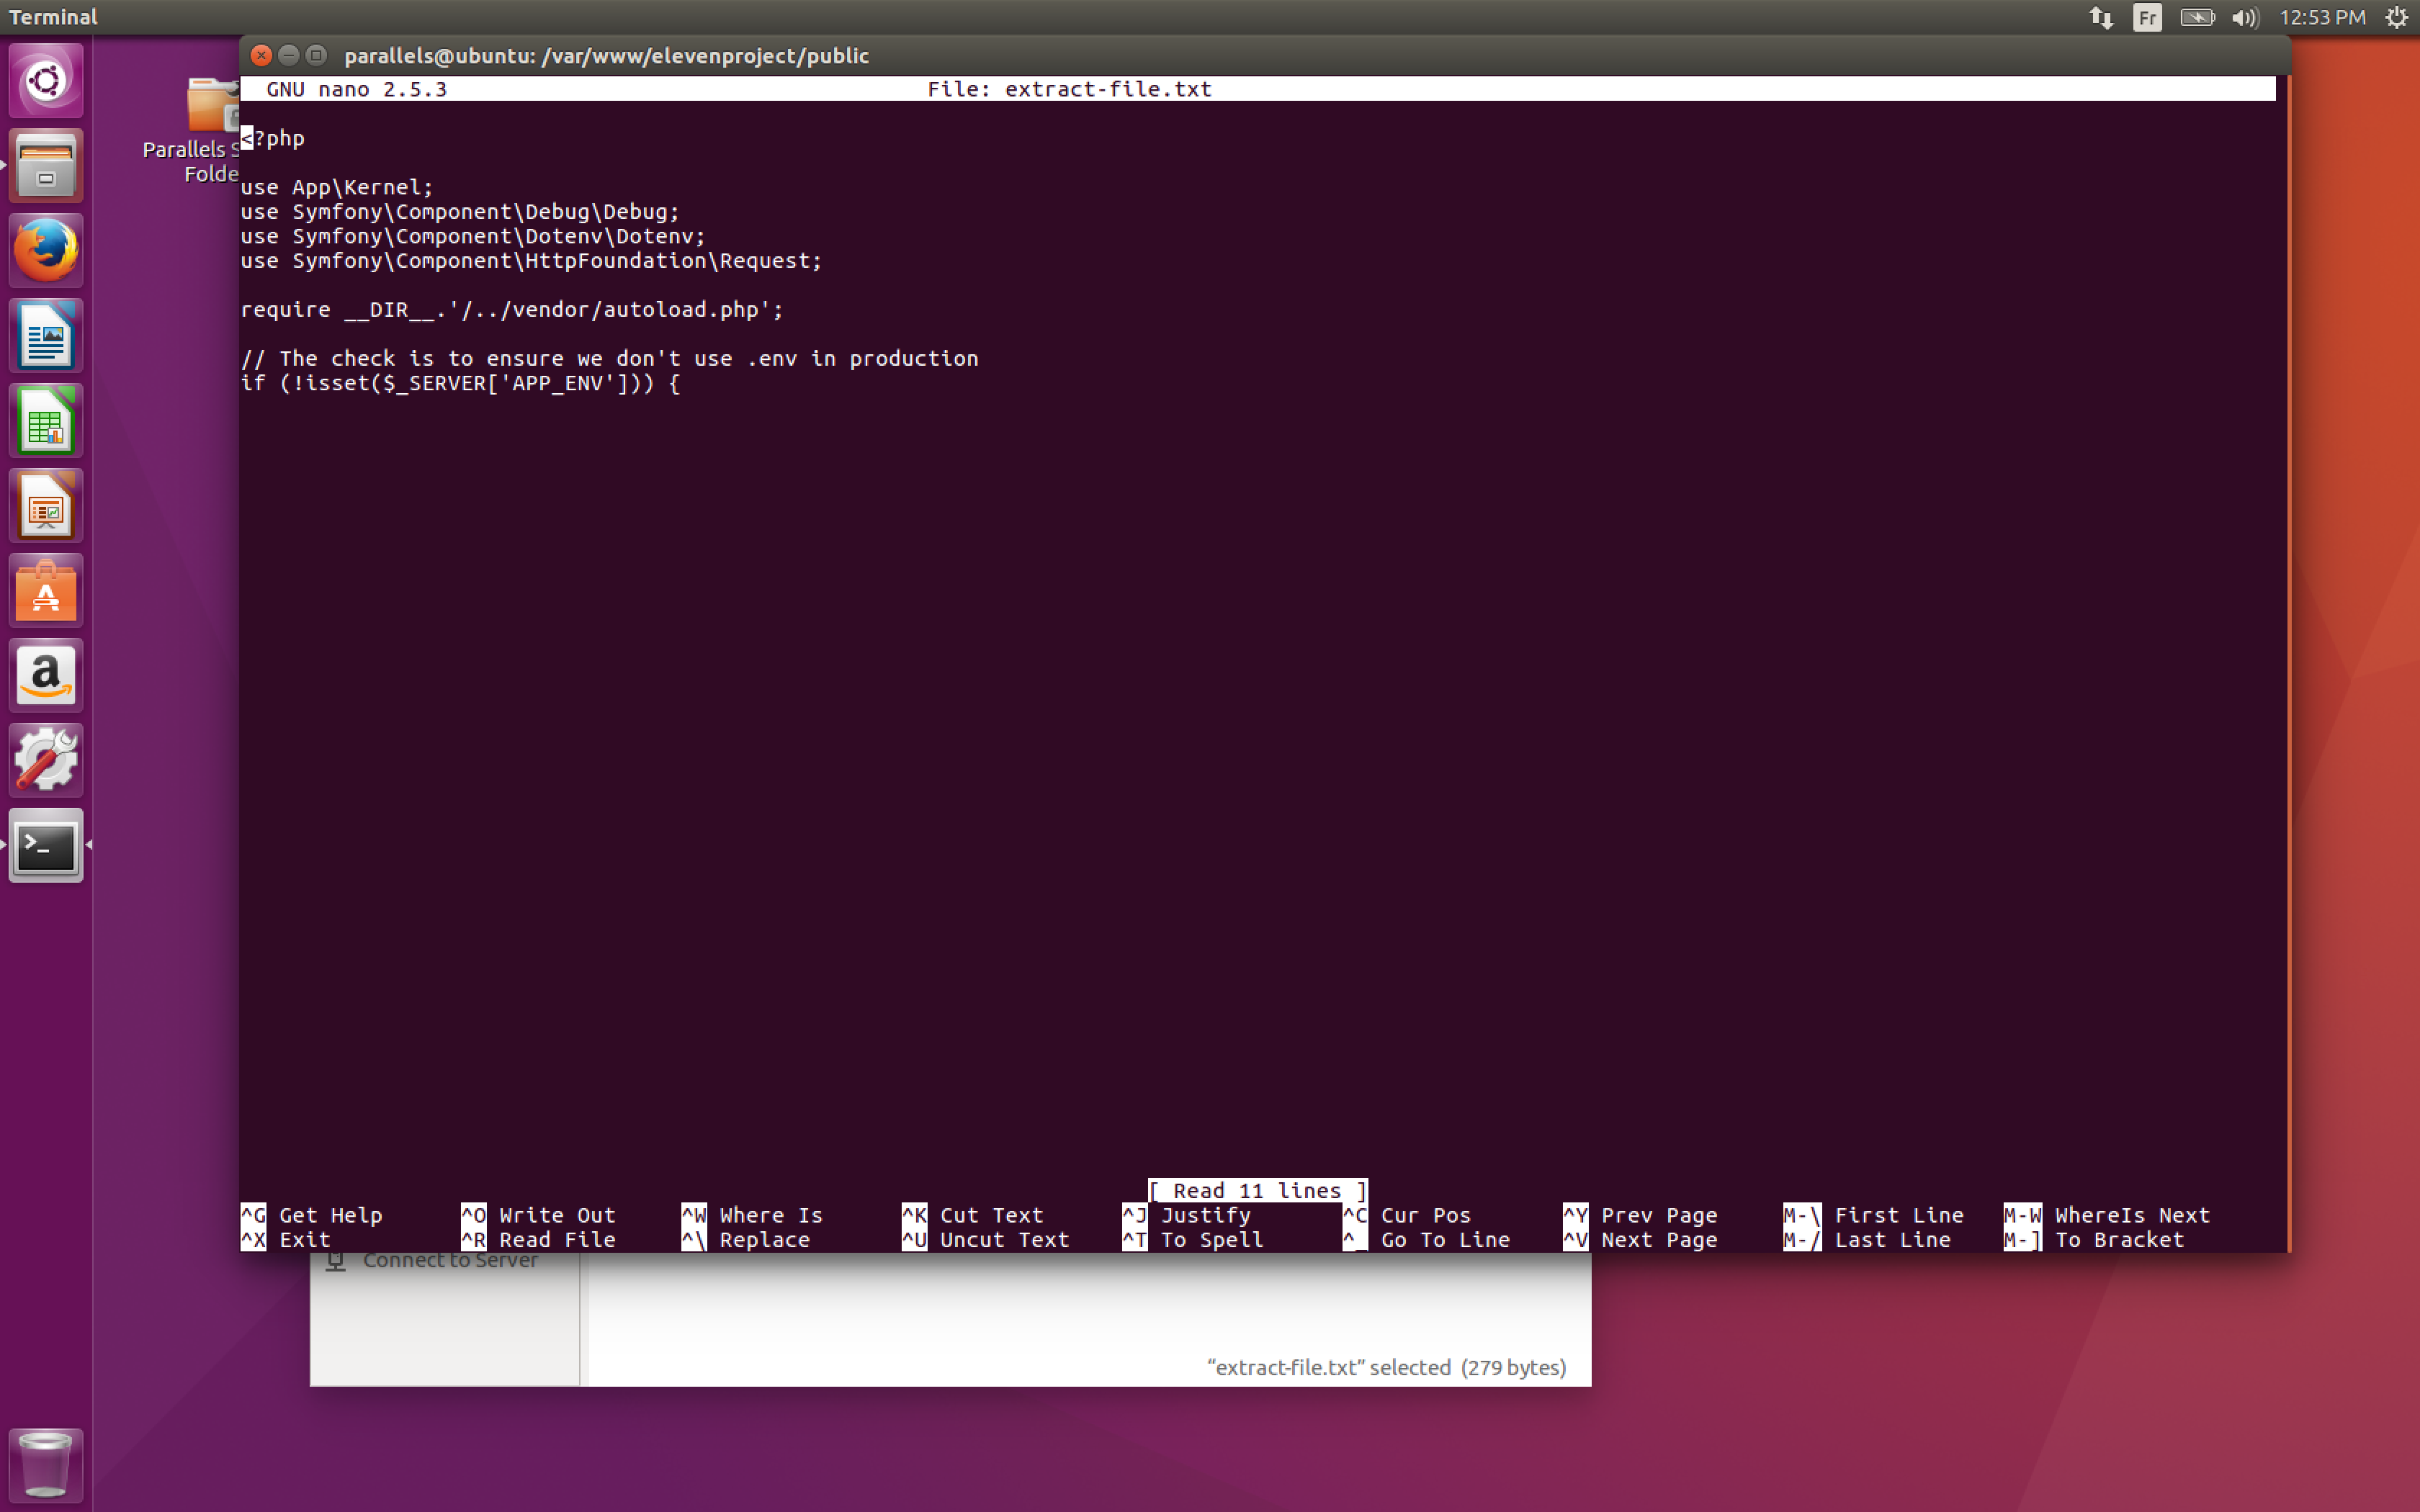 Terminal
Fr
12:53 PM
parallels@ubuntu: /var/www/elevenproject/public
Parallels S
Folde
GNU nano 2.5.3 File: extract-file.txt
<?php
use App\Kernel;
use Symfony\Component\Debug\Debug;
use Symfony\Component\Dotenv\Dotenv;
use Symfony\Component\HttpFoundation\Request;
require __DIR__.'/../vendor/autoload.php';
// The check is to ensure we don't use .env in production
if (!isset($_SERVER['APP_ENV'])) {
[ Read 11 lines ]
^G Get Help ^O Write Out ^W Where Is ^K Cut Text ^J Justify ^C Cur Pos ^Y Prev Page M-\ First Line M-W WhereIs Next
^X Exit ^R Read File ^\ Replace ^U Uncut Text ^T To Spell ^_ Go To Line ^V Next Page M-/ Last Line M-] To Bracket
Connect to Server
“extract-file.txt” selected (279 bytes)